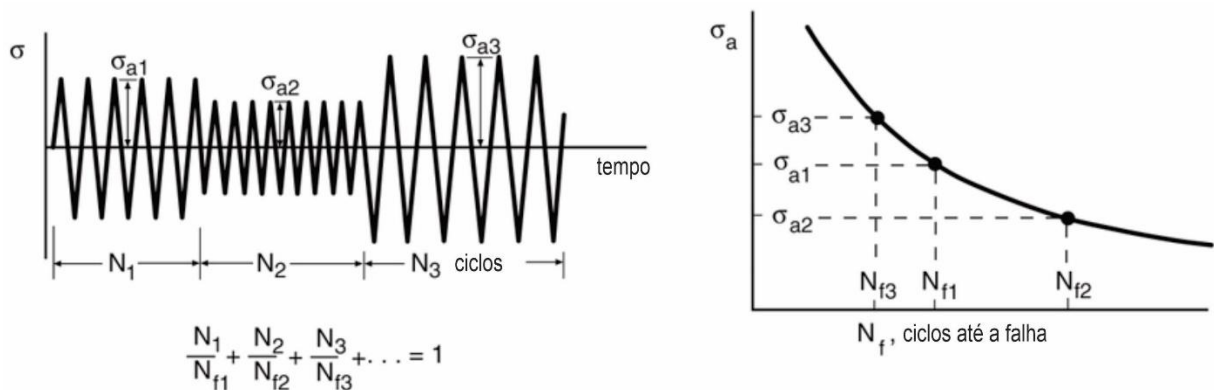 σ
σa1
σa2
σa3
tempo
N1
N2
N3 ciclos
N1/Nf1 + N2/Nf2 + N3/Nf3 + . . . = 1
σa
σa3
σa1
σa2
Nf3
Nf1
Nf2
Nf , ciclos até a falha